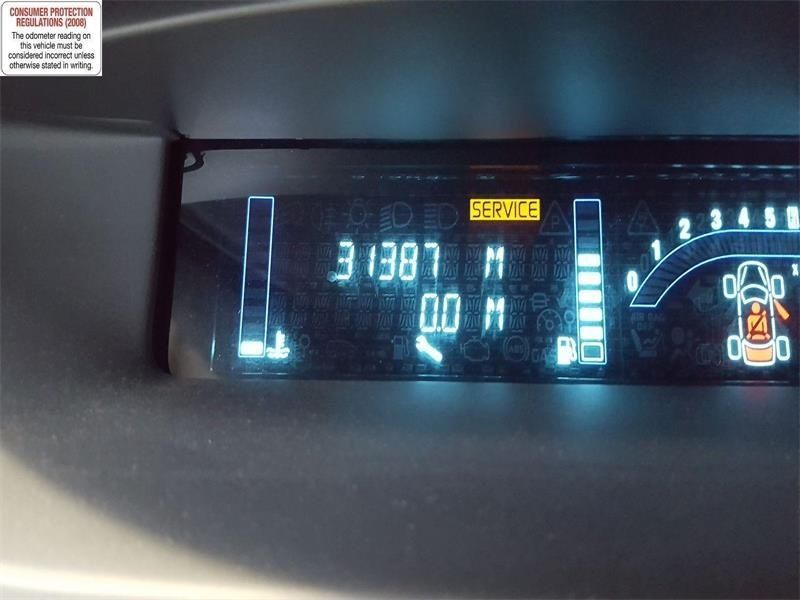 CONSUMER PROTECTION
REGULATIONS (2008)
The odometer reading on
this vehicle must be
considered incorrect unless
otherwise stated in writing.
SERVICE
31387 M
0.0 M
0 1 2 3 4 5